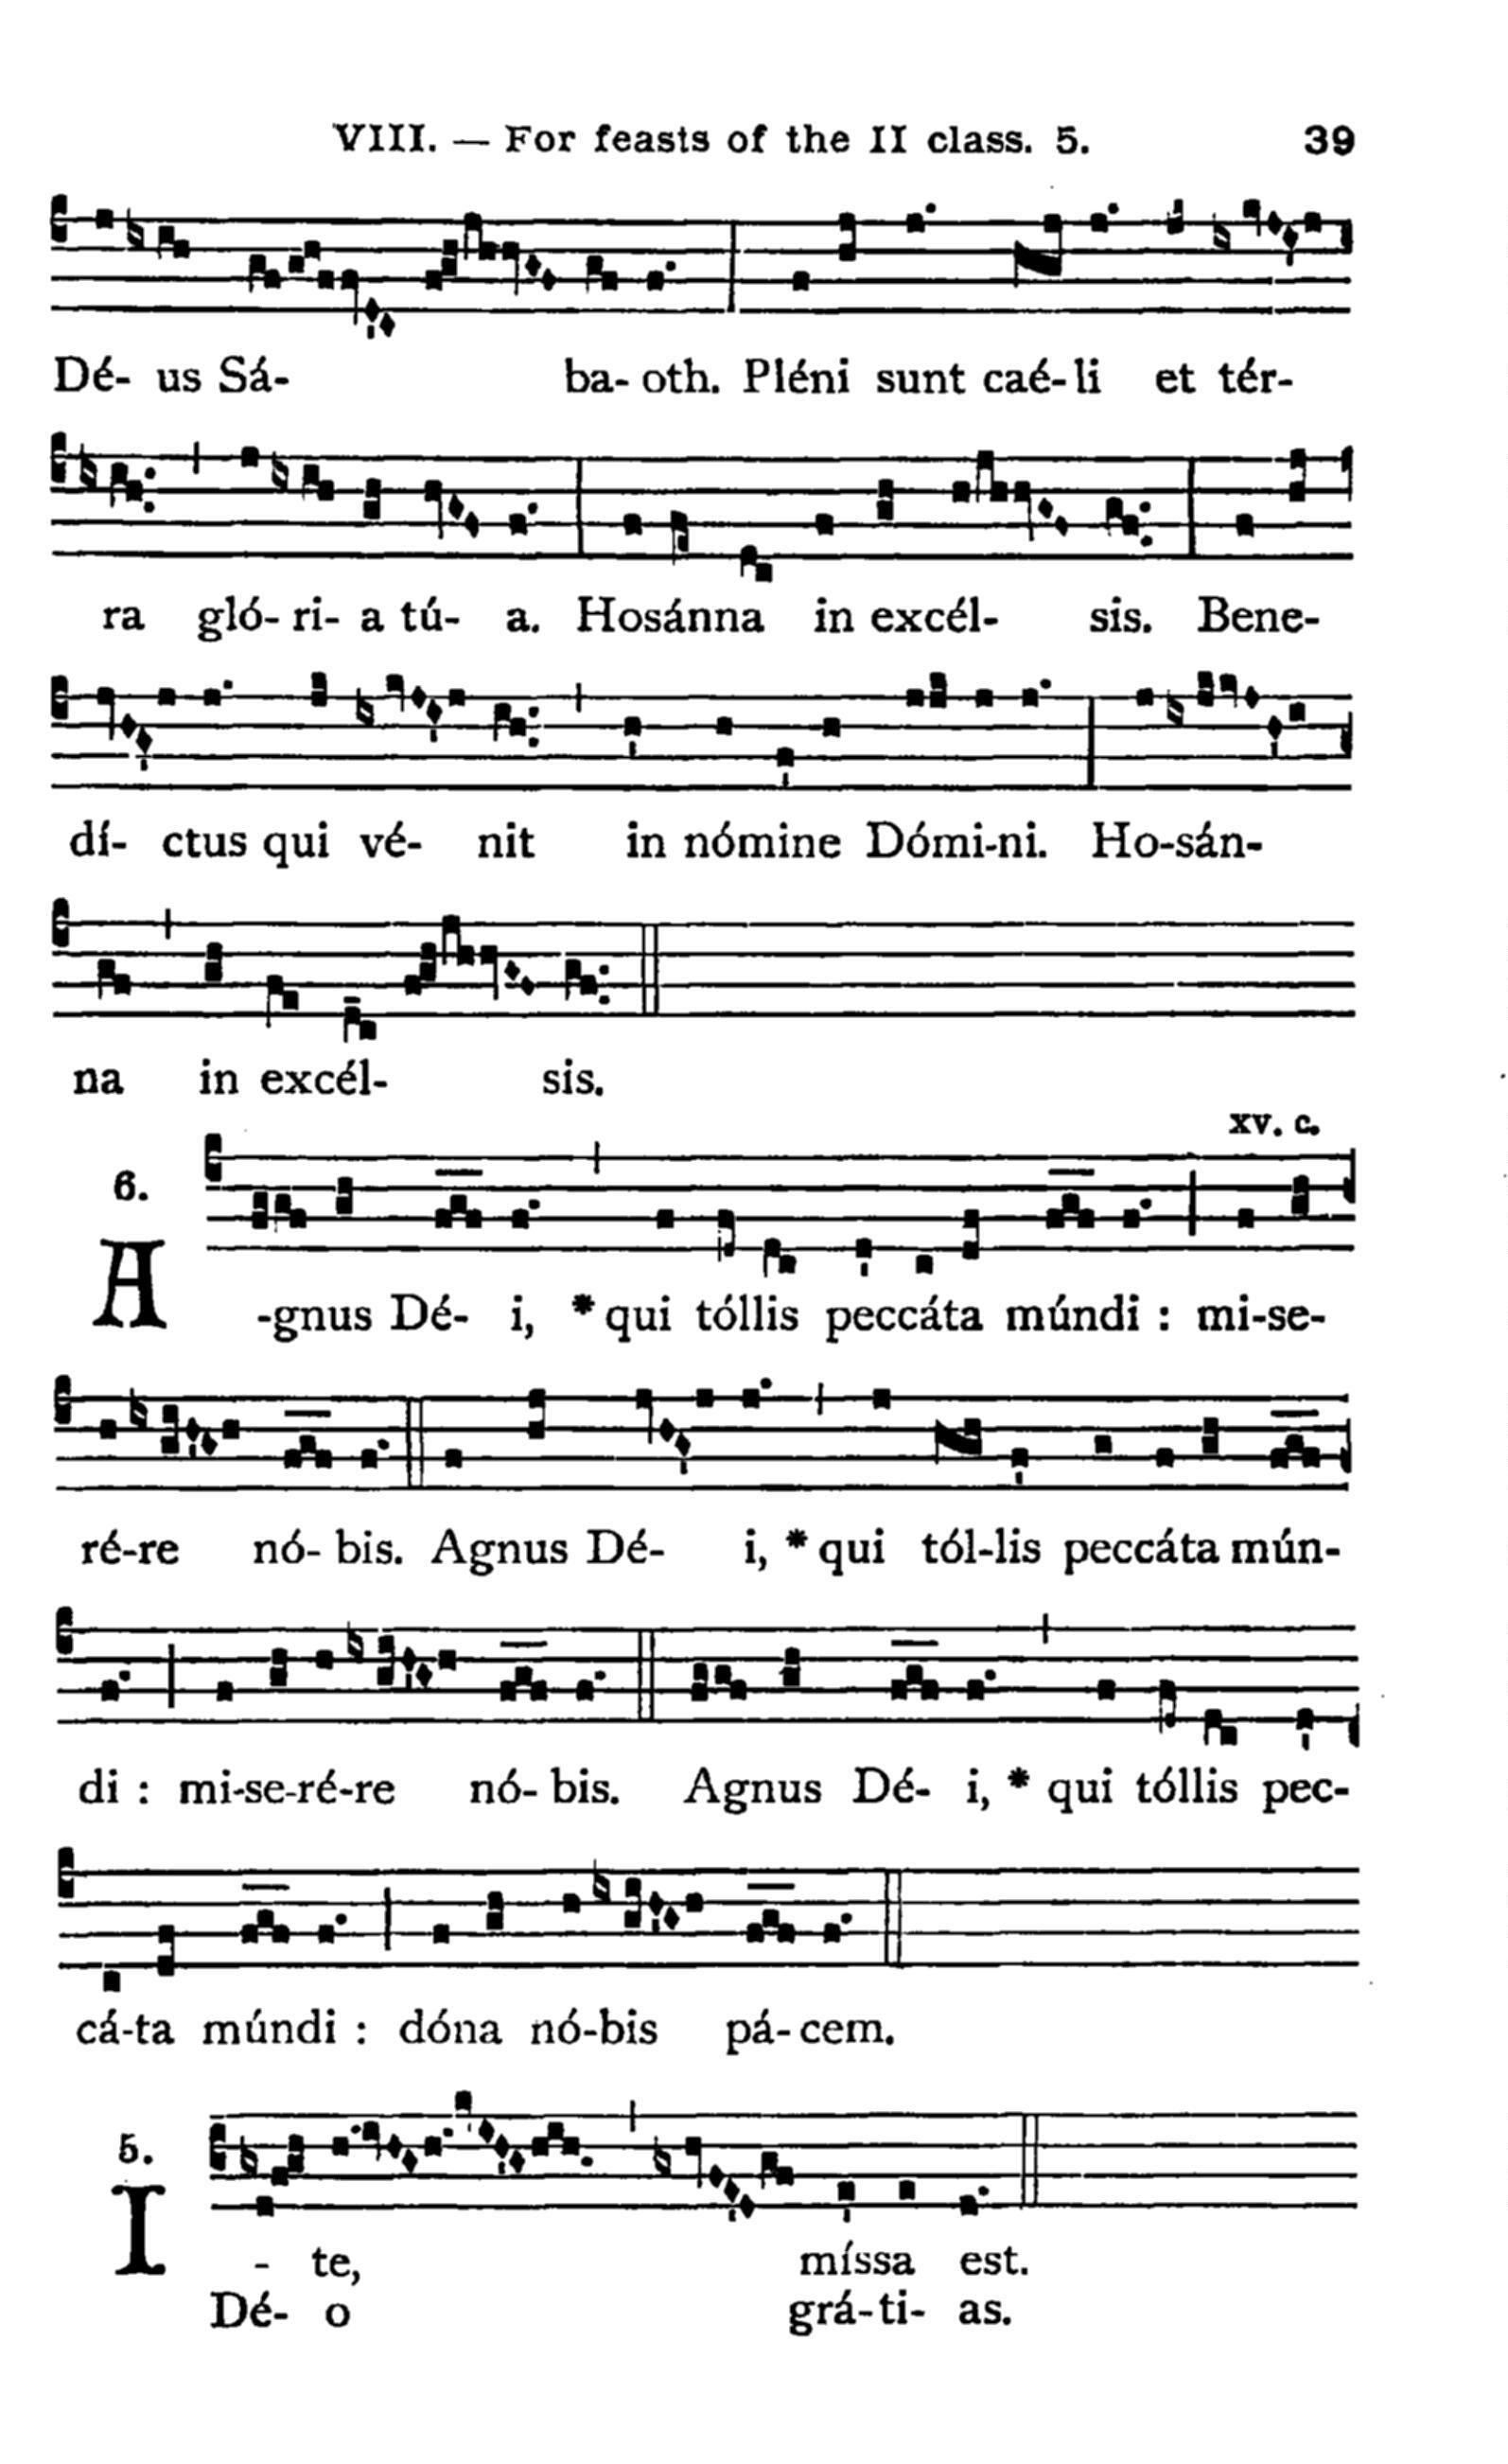 VIII. — For feasts of the II class. 5. 39
Dé- us Sá- ba- oth. Pléni sunt caé- li et tér-
ra gló- ri- a tú- a. Hosánna in excél- sis. Bene-
dí- ctus qui vé- nit in nómine Dómi-ni. Ho-sán-
na in excél- sis.
xv. c.
6.
A -gnus Dé- i, * qui tóllis peccáta múndi : mi-se-
ré-re nó- bis. Agnus Dé- i, * qui tól-lis peccáta mún-
di : mi-se-ré-re nó- bis. Agnus Dé- i, * qui tóllis pec-
cá-ta múndi : dóna nó-bis pá- cem.
5.
I - te, míssa est.
Dé- o grá- ti- as.